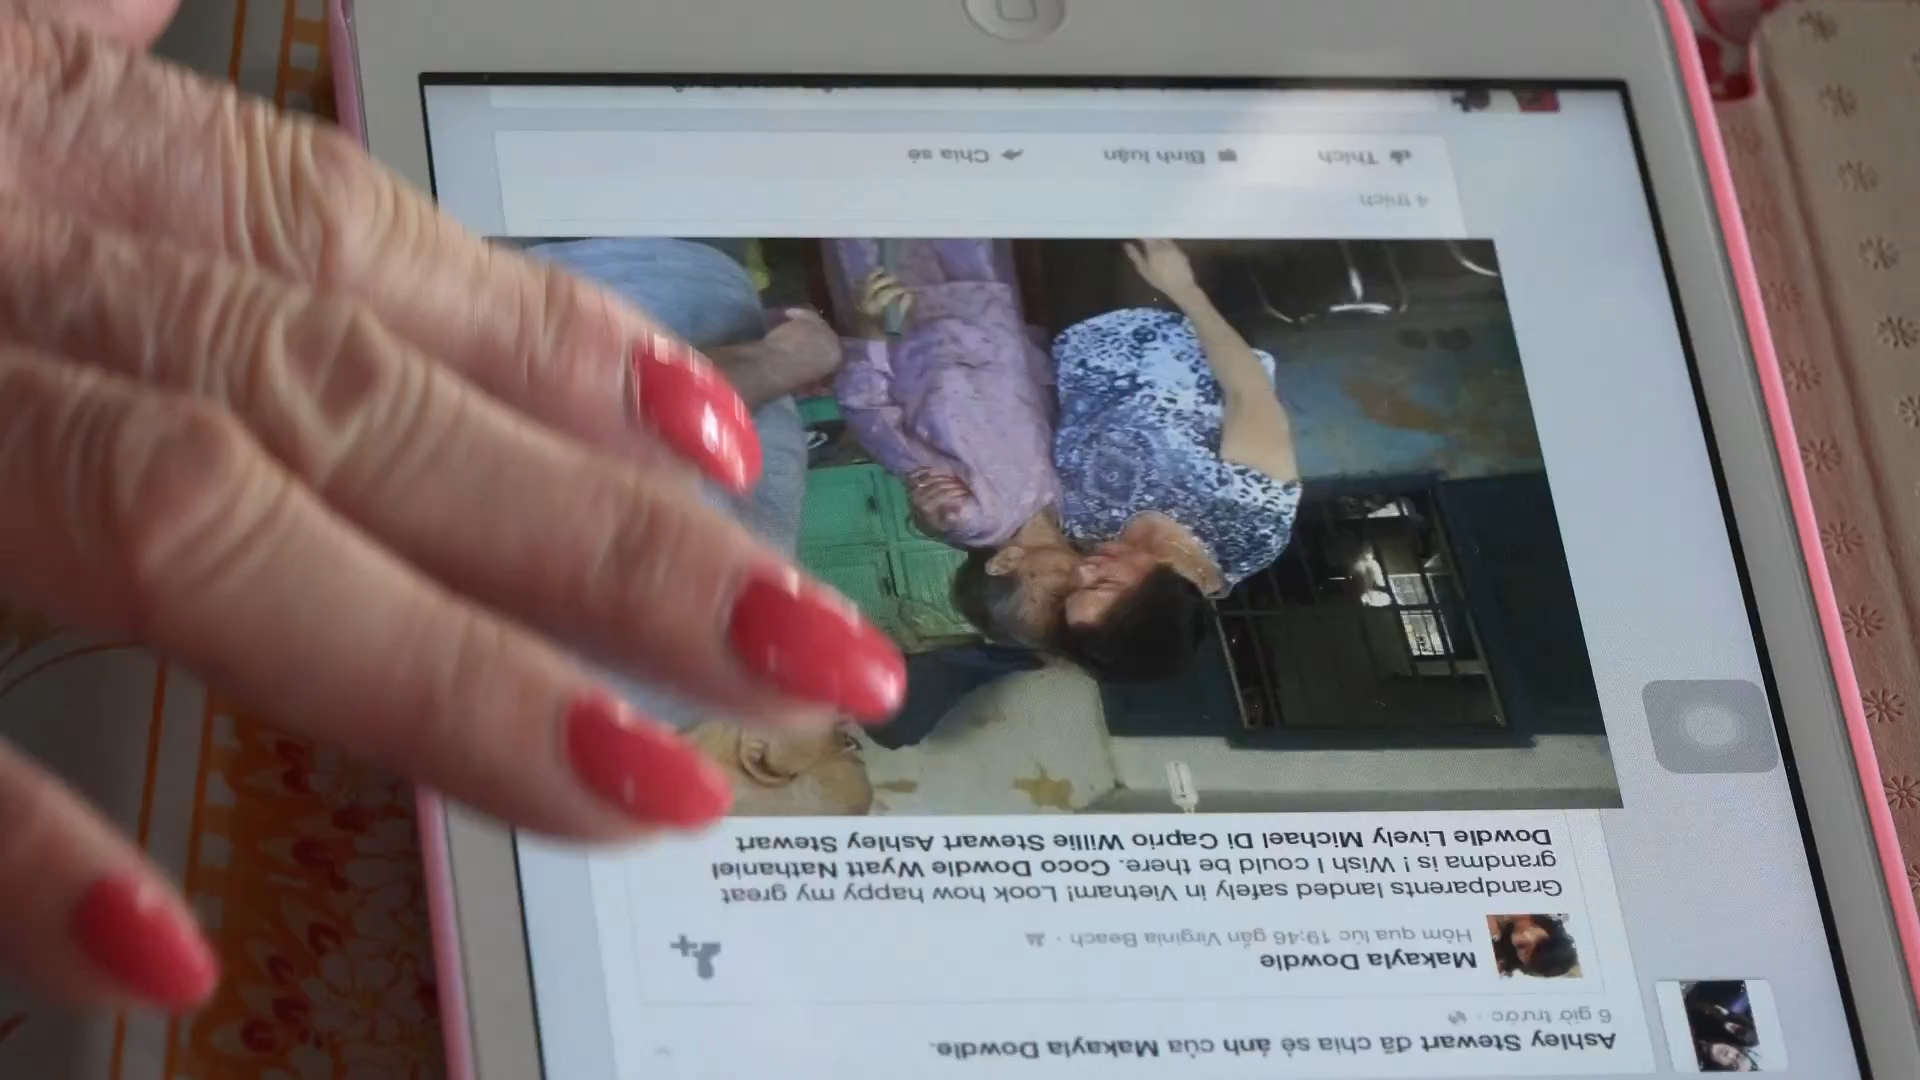 Ashley Stewart đã chia sẻ ảnh của Makayla Dowdle.
6 giờ trước ·
Makayla Dowdle
Hôm qua lúc 19:46 gần Virginia Beach ·
Grandparents landed safely in Vietnam! Look how happy my great
grandma is ! Wish I could be there. Coco Dowdle Wyatt Nathaniel
Dowdle Lively Michael Di Caprio Willie Stewart Ashley Stewart
4 thích
Thích Bình luận Chia sẻ